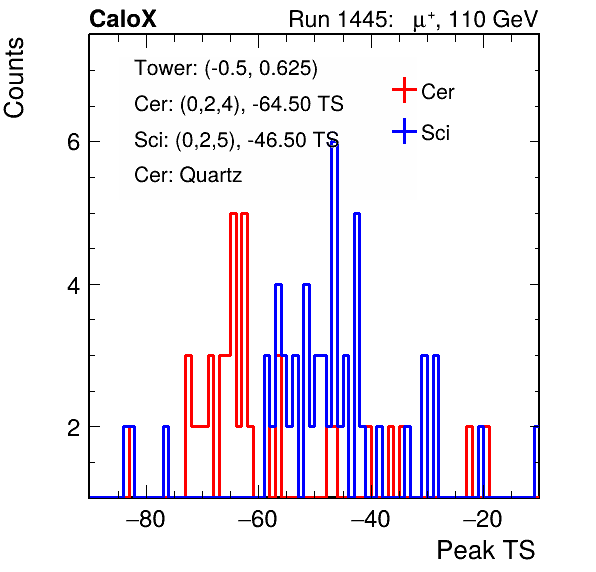 CaloX Run 1445: μ⁺, 110 GeV
Counts
Tower: (-0.5, 0.625)
Cer: (0,2,4), -64.50 TS
Sci: (0,2,5), -46.50 TS
Cer: Quartz
Cer
Sci
6
4
2
−80 −60 −40 −20
Peak TS